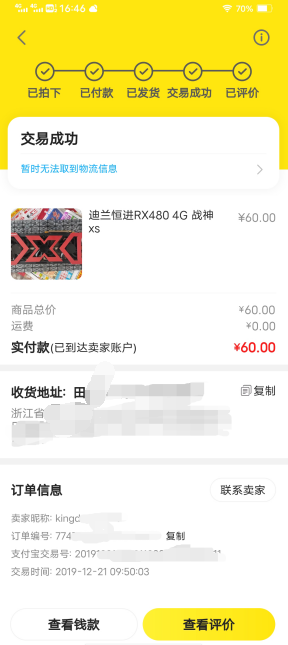 16:46
70%
已拍下 已付款 已发货 交易成功 已评价
交易成功
暂时无法取到物流信息
迪兰恒进RX480 4G 战神 ¥60.00
xs
商品总价 ¥60.00
运费 ¥0.00
实付款(已到达卖家账户) ¥60.00
收货地址: 田 复制
浙江省
订单信息 联系卖家
卖家昵称: kingd
订单编号: 774 复制
支付宝交易号: 20191
交易时间: 2019-12-21 09:50:03
查看钱款 查看评价